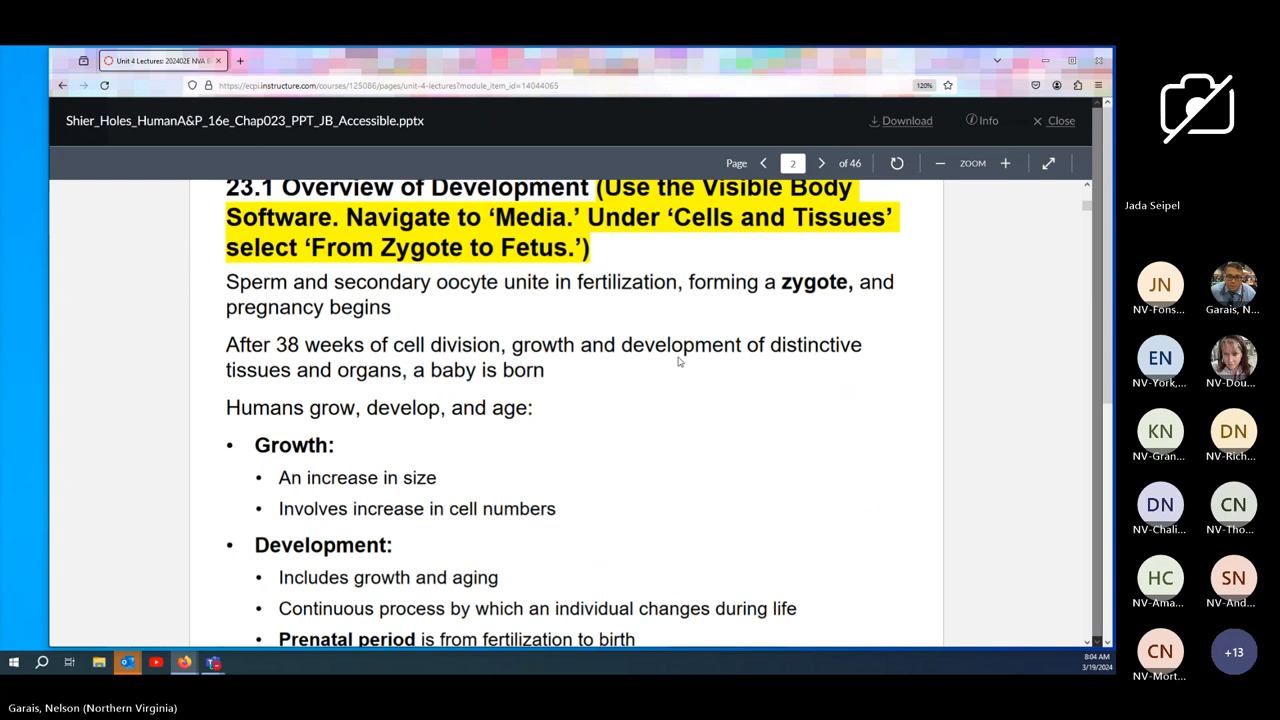 Unit 4 Lectures: 202402E NVA B
https://ecpi.instructure.com/courses/125086/pages/unit-4-lectures?module_item_id=14044065
120%
Shier_Holes_HumanA&P_16e_Chap023_PPT_JB_Accessible.pptx
Download
Info
Close
Page
2
of 46
ZOOM
23.1 Overview of Development (Use the Visible Body
Software. Navigate to ‘Media.’ Under ‘Cells and Tissues’
select ‘From Zygote to Fetus.’)
Sperm and secondary oocyte unite in fertilization, forming a zygote, and
pregnancy begins
After 38 weeks of cell division, growth and development of distinctive
tissues and organs, a baby is born
Humans grow, develop, and age:
• Growth:
• An increase in size
• Involves increase in cell numbers
• Development:
• Includes growth and aging
• Continuous process by which an individual changes during life
• Prenatal period is from fertilization to birth
8:04 AM
3/19/2024
Jada Seipel
JN
NV-Fons...
Garais, N...
EN
NV-York,...
NV-Dou...
KN
NV-Gran...
DN
NV-Rich...
DN
NV-Chali...
CN
NV-Tho...
HC
NV-Ama...
SN
NV-And...
CN
NV-Mort...
+13
Garais, Nelson (Northern Virginia)